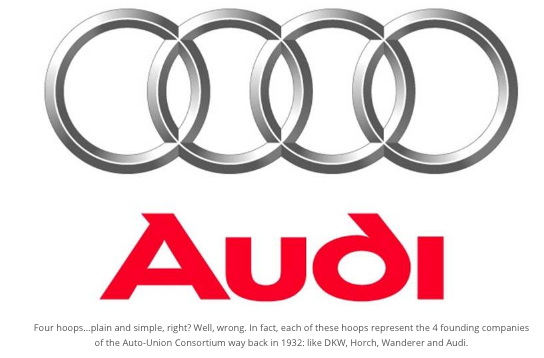 Audi
Four hoops...plain and simple, right? Well, wrong. In fact, each of these hoops represent the 4 founding companies
of the Auto-Union Consortium way back in 1932: like DKW, Horch, Wanderer and Audi.